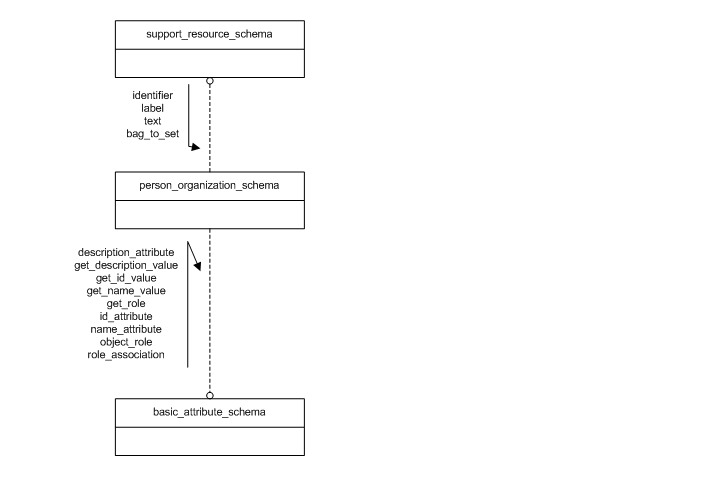 support_resource_schema
identifier
label
text
bag_to_set
person_organization_schema
description_attribute
get_description_value
get_id_value
get_name_value
get_role
id_attribute
name_attribute
object_role
role_association
basic_attribute_schema